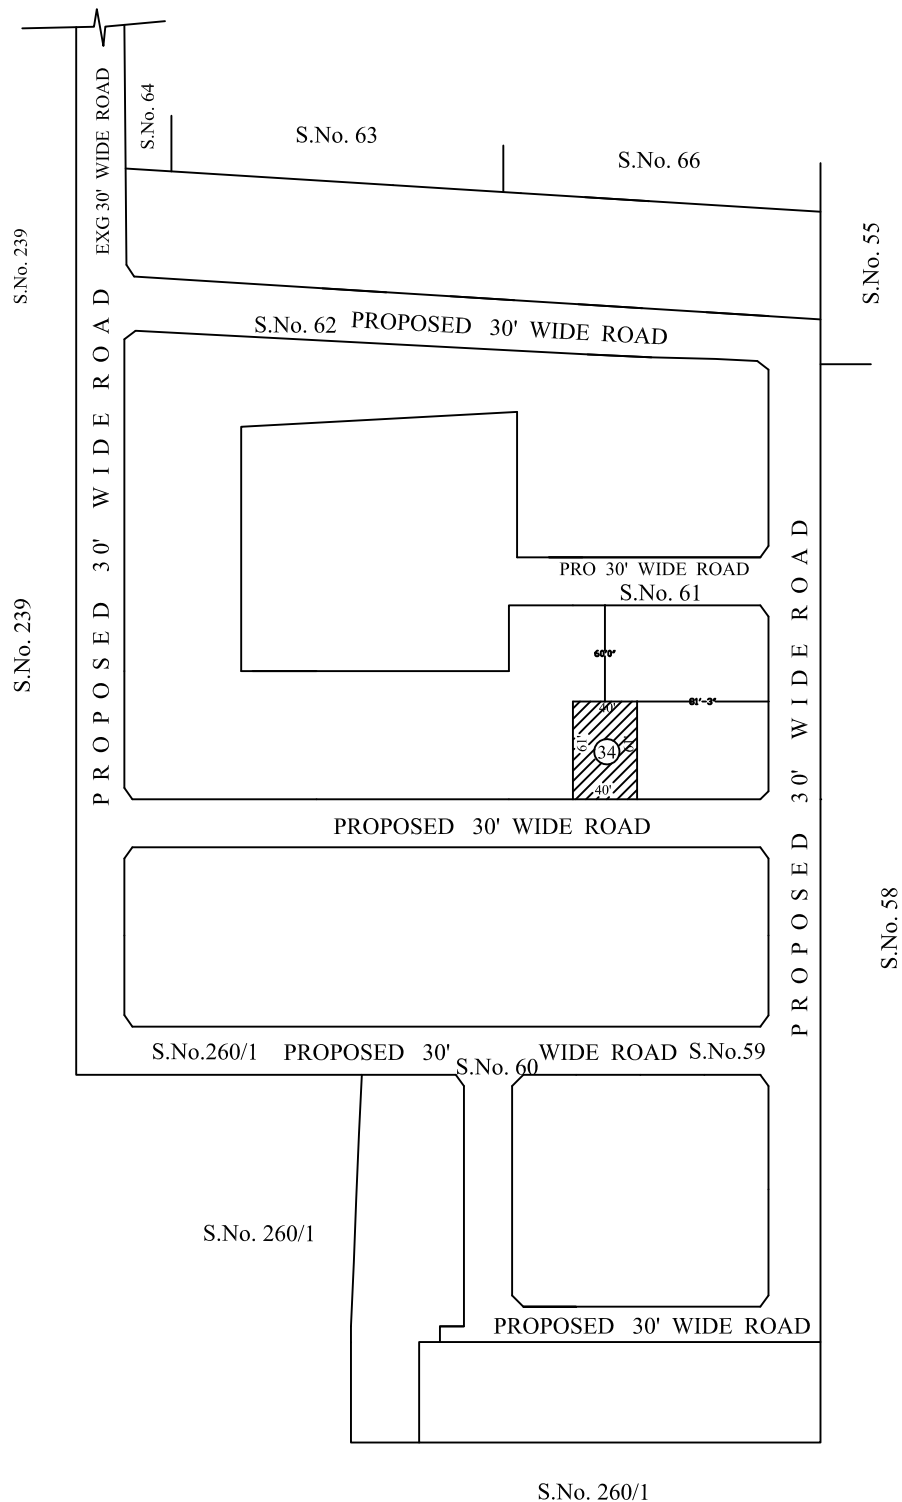 EXG 30' WIDE ROAD
S.No. 64
S.No. 63
S.No. 66
S.No. 239
S.No. 55
S.No. 62
PROPOSED 30' WIDE ROAD
PROPOSED 30' WIDE ROAD
PRO 30' WIDE ROAD
S.No. 61
S.No. 239
PROPOSED 30' WIDE ROAD
60'0"
81'-3"
40'
61'
61'
34
40'
PROPOSED 30' WIDE ROAD
S.No. 58
S.No.260/1
PROPOSED 30' WIDE ROAD
S.No.59
S.No. 60
S.No. 260/1
PROPOSED 30' WIDE ROAD
S.No. 260/1